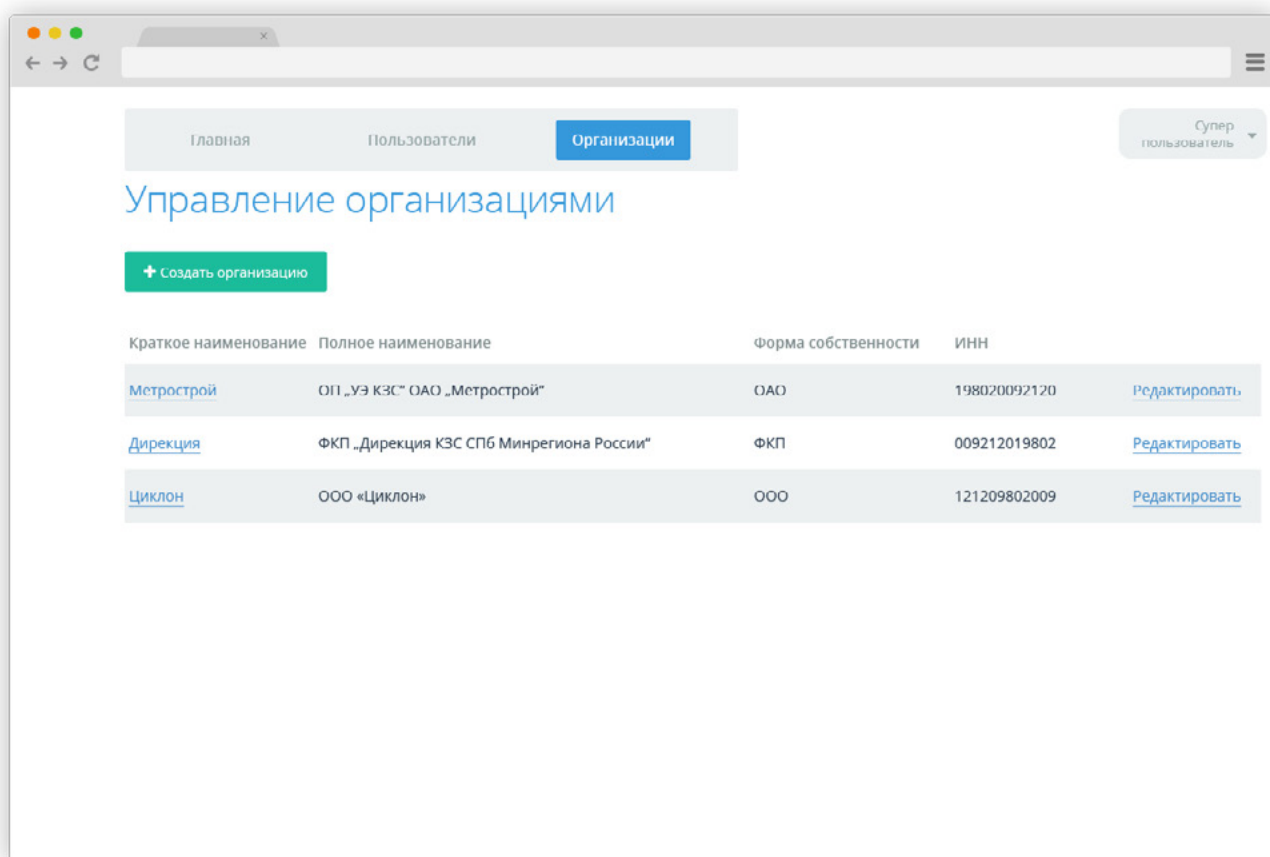 Главная Пользователи Организации
Супер
пользователь
Управление организациями
Создать организацию
Краткое наименование Полное наименование Форма собственности ИНН
Метрострой ОП „УЭ КЗС“ ОАО „Метрострой“ ОАО 198020092120 Редактировать
Дирекция ФКП „Дирекция КЗС СПб Минрегиона России“ ФКП 009212019802 Редактировать
Циклон ООО «Циклон» ООО 121209802009 Редактировать